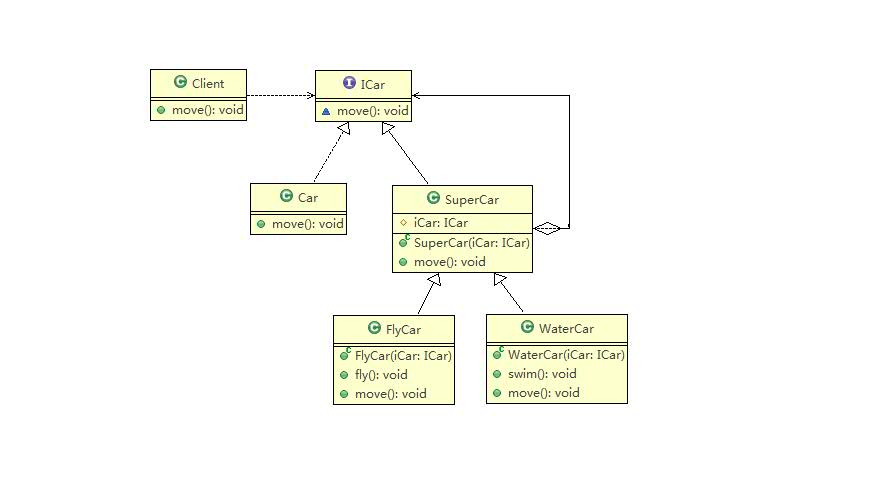 Client
move(): void
ICar
move(): void
Car
move(): void
SuperCar
iCar: ICar
SuperCar(iCar: ICar)
move(): void
FlyCar
FlyCar(iCar: ICar)
fly(): void
move(): void
WaterCar
WaterCar(iCar: ICar)
swim(): void
move(): void